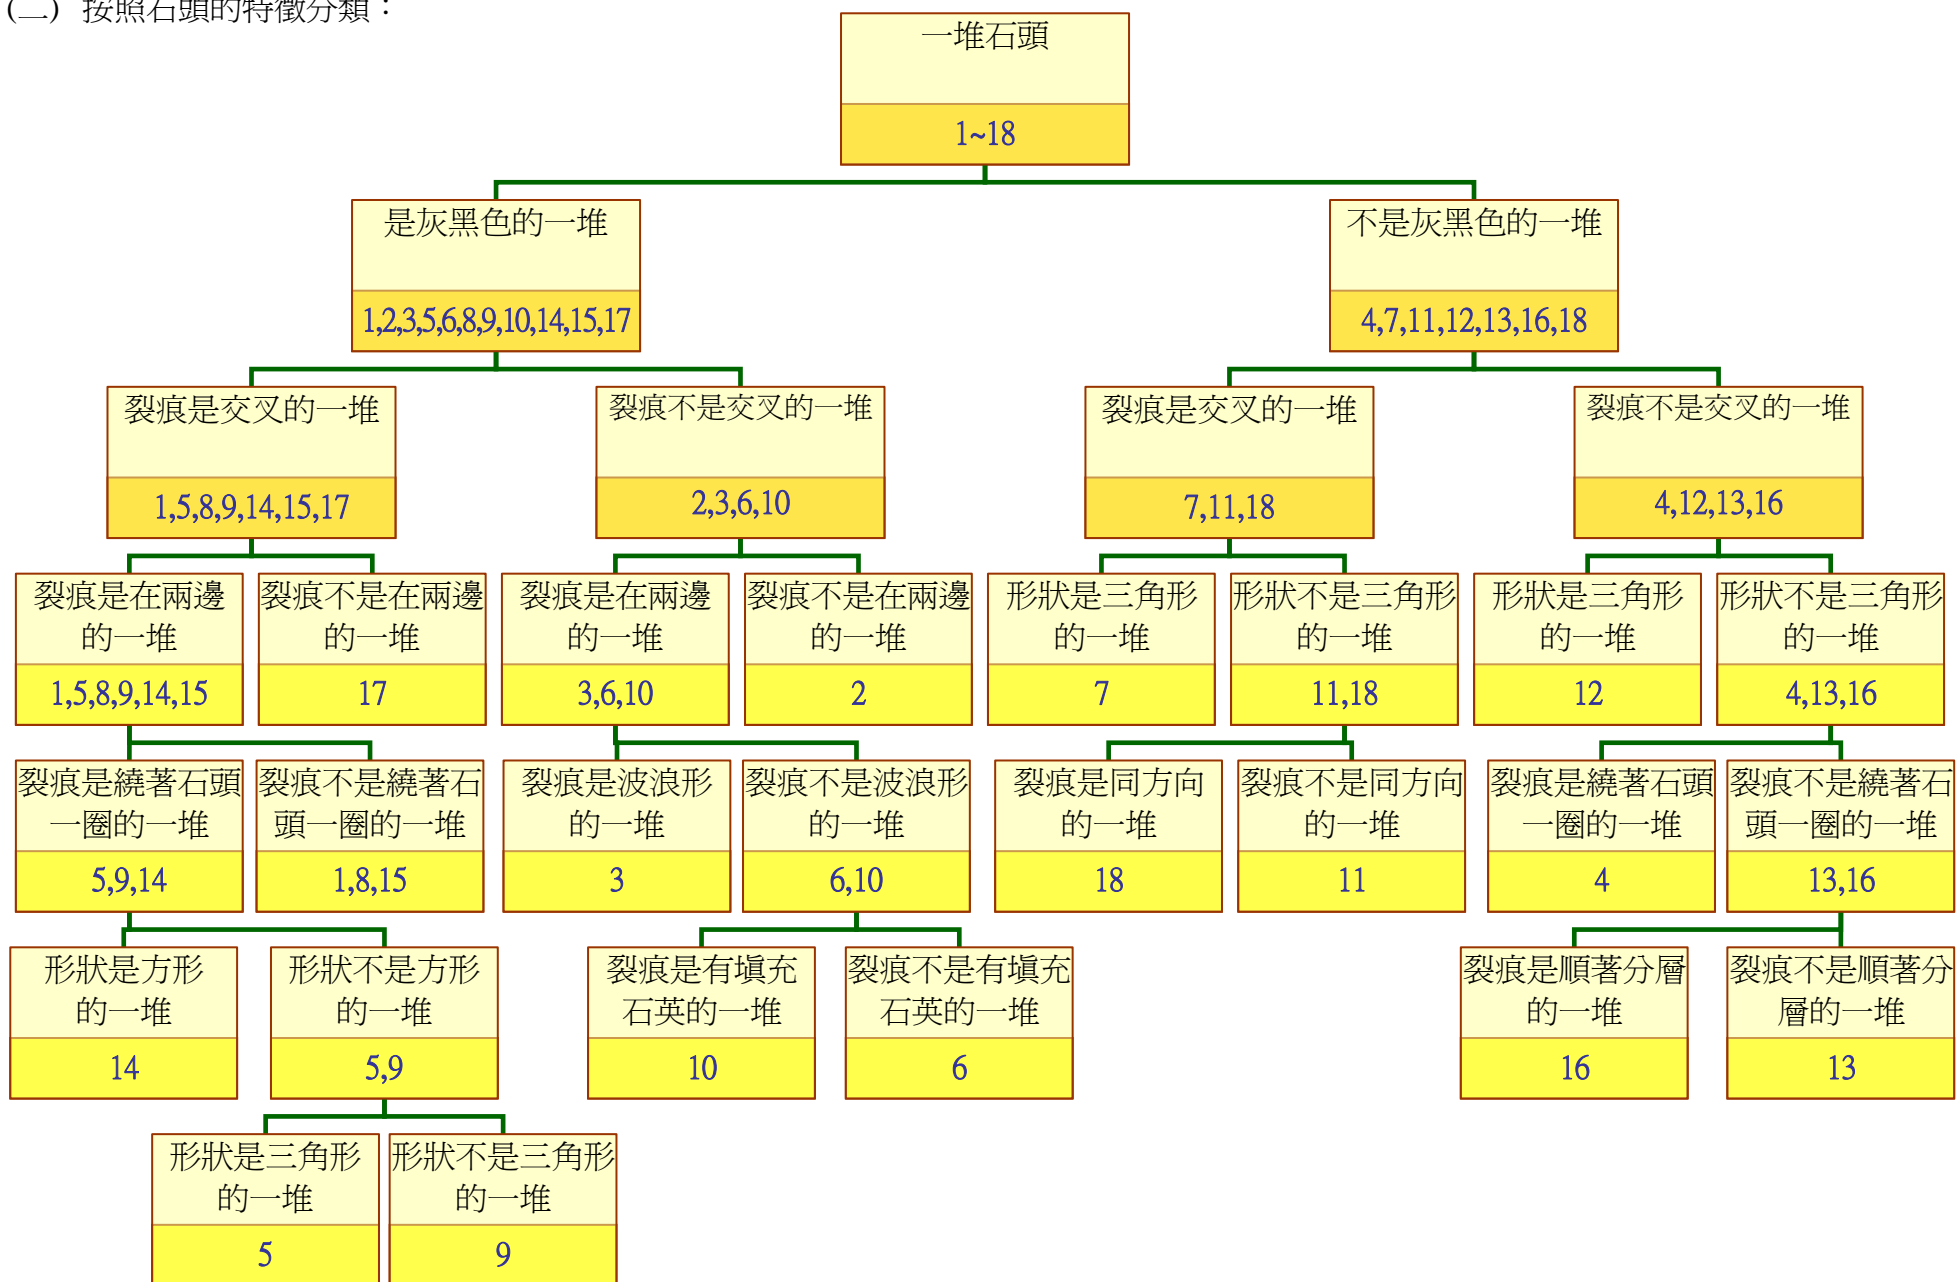 (二) 按照石頭的特徵分類：
一堆石頭
1~18
是灰黑色的一堆
1,2,3,5,6,8,9,10,14,15,17
不是灰黑色的一堆
4,7,11,12,13,16,18
裂痕是交叉的一堆
1,5,8,9,14,15,17
裂痕不是交叉的一堆
2,3,6,10
裂痕是交叉的一堆
7,11,18
裂痕不是交叉的一堆
4,12,13,16
裂痕是在兩邊
的一堆
1,5,8,9,14,15
裂痕不是在兩邊
的一堆
17
裂痕是在兩邊
的一堆
3,6,10
裂痕不是在兩邊
的一堆
2
形狀是三角形
的一堆
7
形狀不是三角形
的一堆
11,18
形狀是三角形
的一堆
12
形狀不是三角形
的一堆
4,13,16
裂痕是繞著石頭
一圈的一堆
5,9,14
裂痕不是繞著石
頭一圈的一堆
1,8,15
裂痕是波浪形
的一堆
3
裂痕不是波浪形
的一堆
6,10
裂痕是同方向
的一堆
18
裂痕不是同方向
的一堆
11
裂痕是繞著石頭
一圈的一堆
4
裂痕不是繞著石
頭一圈的一堆
13,16
形狀是方形
的一堆
14
形狀不是方形
的一堆
5,9
裂痕是有填充
石英的一堆
10
裂痕不是有填充
石英的一堆
6
裂痕是順著分層
的一堆
16
裂痕不是順著分
層的一堆
13
形狀是三角形
的一堆
5
形狀不是三角形
的一堆
9